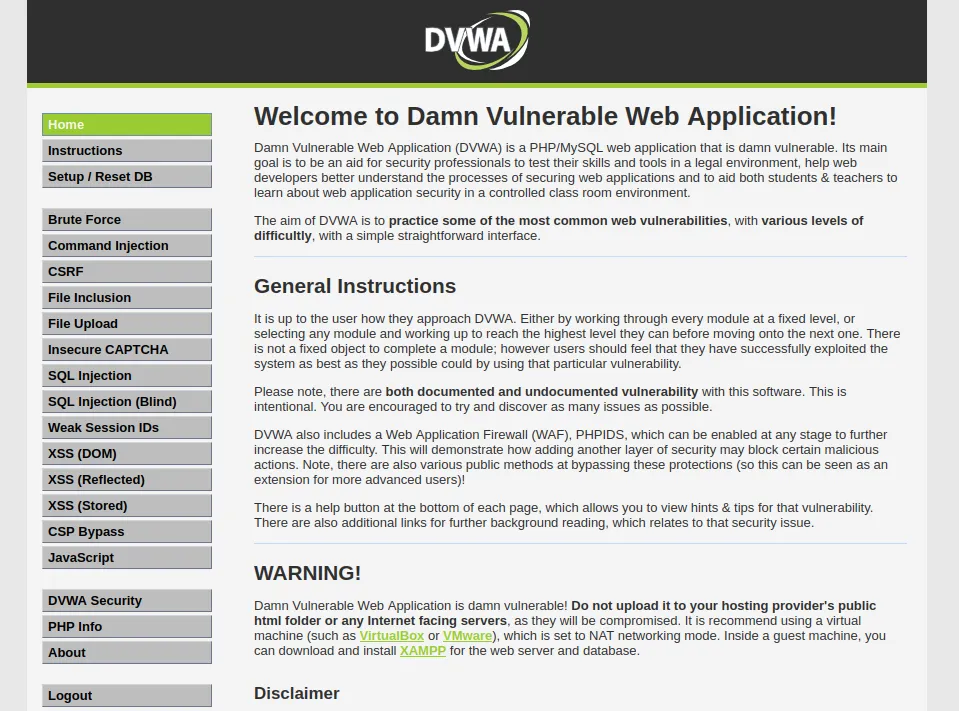 DVWA
Home
Instructions
Setup / Reset DB
Brute Force
Command Injection
CSRF
File Inclusion
File Upload
Insecure CAPTCHA
SQL Injection
SQL Injection (Blind)
Weak Session IDs
XSS (DOM)
XSS (Reflected)
XSS (Stored)
CSP Bypass
JavaScript
DVWA Security
PHP Info
About
Logout
Welcome to Damn Vulnerable Web Application!
Damn Vulnerable Web Application (DVWA) is a PHP/MySQL web application that is damn vulnerable. Its main
goal is to be an aid for security professionals to test their skills and tools in a legal environment, help web
developers better understand the processes of securing web applications and to aid both students & teachers to
learn about web application security in a controlled class room environment.
The aim of DVWA is to practice some of the most common web vulnerabilities, with various levels of
difficultly, with a simple straightforward interface.
General Instructions
It is up to the user how they approach DVWA. Either by working through every module at a fixed level, or
selecting any module and working up to reach the highest level they can before moving onto the next one. There
is not a fixed object to complete a module; however users should feel that they have successfully exploited the
system as best as they possible could by using that particular vulnerability.
Please note, there are both documented and undocumented vulnerability with this software. This is
intentional. You are encouraged to try and discover as many issues as possible.
DVWA also includes a Web Application Firewall (WAF), PHPIDS, which can be enabled at any stage to further
increase the difficulty. This will demonstrate how adding another layer of security may block certain malicious
actions. Note, there are also various public methods at bypassing these protections (so this can be seen as an
extension for more advanced users)!
There is a help button at the bottom of each page, which allows you to view hints & tips for that vulnerability.
There are also additional links for further background reading, which relates to that security issue.
WARNING!
Damn Vulnerable Web Application is damn vulnerable! Do not upload it to your hosting provider's public
html folder or any Internet facing servers, as they will be compromised. It is recommend using a virtual
machine (such as VirtualBox or VMware), which is set to NAT networking mode. Inside a guest machine, you
can download and install XAMPP for the web server and database.
Disclaimer